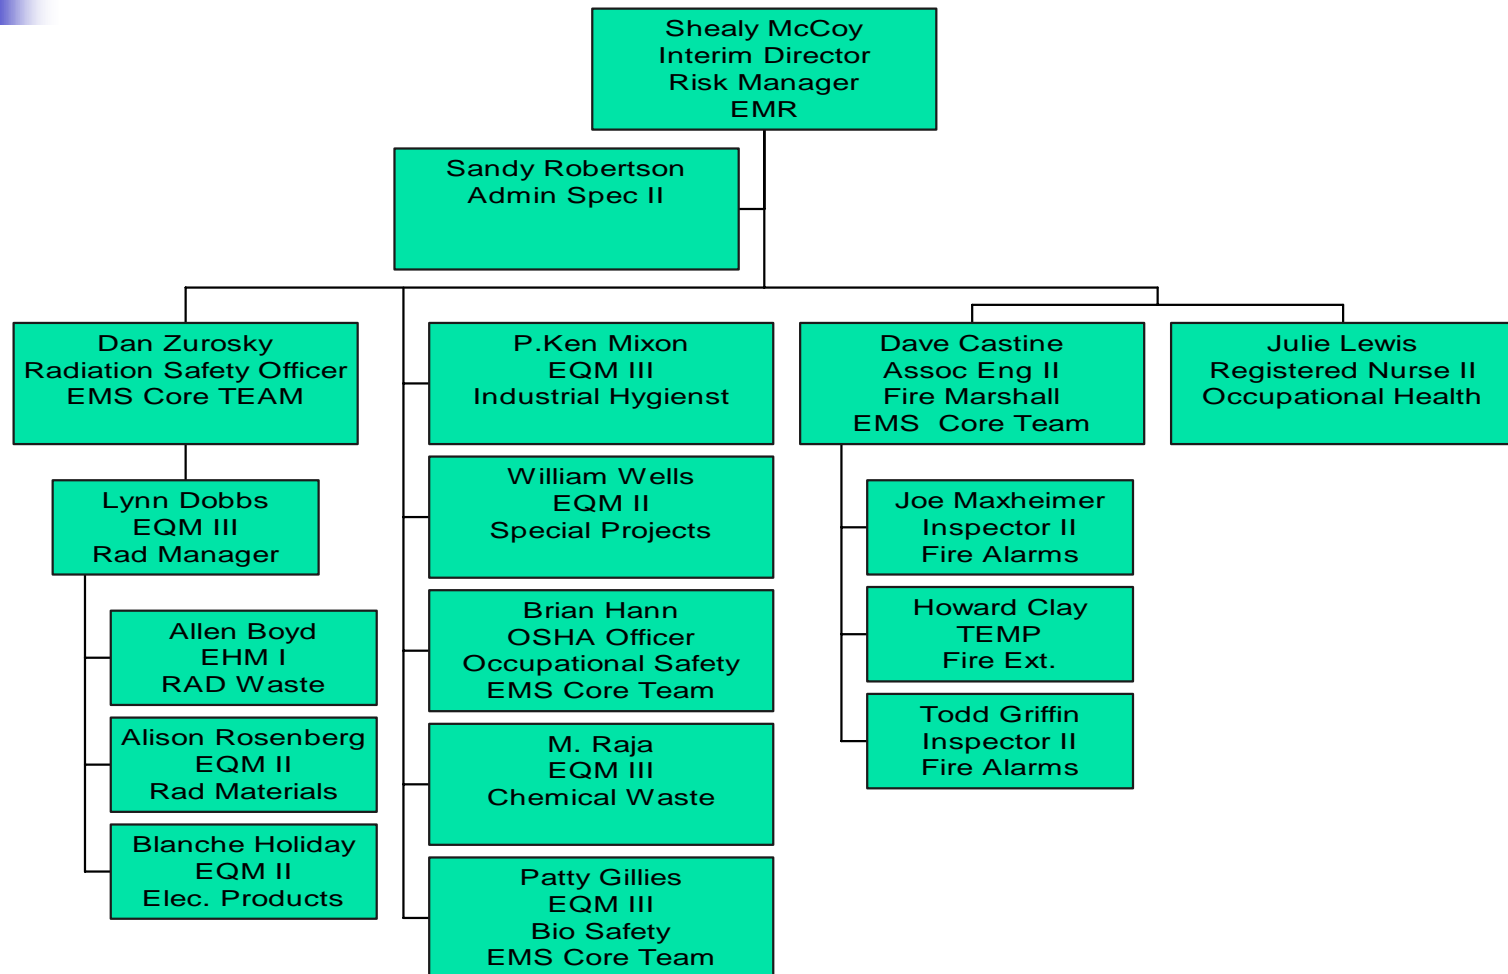 Shealy McCoy
Interim Director
Risk Manager
EMR
Sandy Robertson
Admin Spec II
Dan Zurosky
Radiation Safety Officer
EMS Core TEAM
Lynn Dobbs
EQM III
Rad Manager
Allen Boyd
EHM I
RAD Waste
Alison Rosenberg
EQM II
Rad Materials
Blanche Holiday
EQM II
Elec. Products
P.Ken Mixon
EQM III
Industrial Hygienst
William Wells
EQM II
Special Projects
Brian Hann
OSHA Officer
Occupational Safety
EMS Core Team
M. Raja
EQM III
Chemical Waste
Patty Gillies
EQM III
Bio Safety
EMS Core Team
Dave Castine
Assoc Eng II
Fire Marshall
EMS Core Team
Joe Maxheimer
Inspector II
Fire Alarms
Howard Clay
TEMP
Fire Ext.
Todd Griffin
Inspector II
Fire Alarms
Julie Lewis
Registered Nurse II
Occupational Health